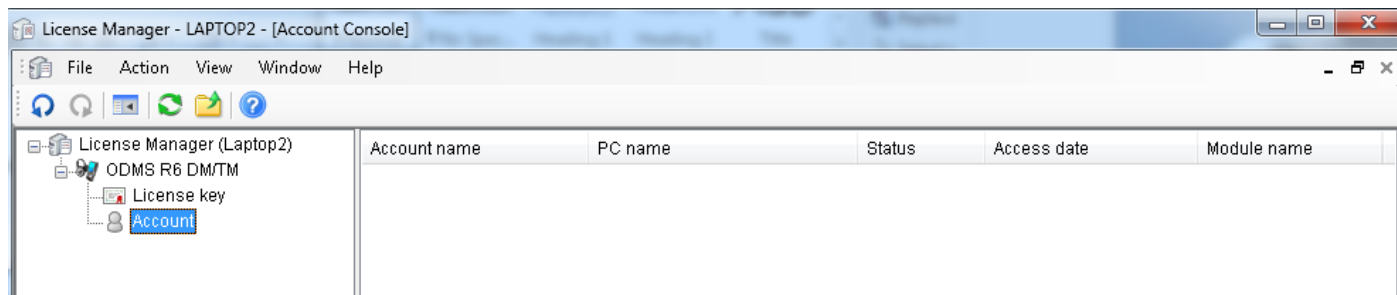 License Manager - LAPTOP2 - [Account Console]
File Action View Window Help
License Manager (Laptop2)
ODMS R6 DM/TM
License key
Account
Account name PC name Status Access date Module name